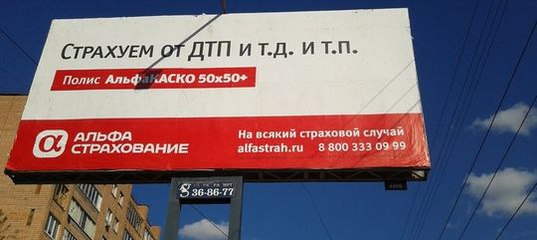 Страхуем от ДТП и т.д. и т.п.
Полис АльфаКАСКО 50х50+
α АЛЬФА
СТРАХОВАНИЕ
На всякий страховой случай
alfastrah.ru 8 800 333 09 99
36-86-77